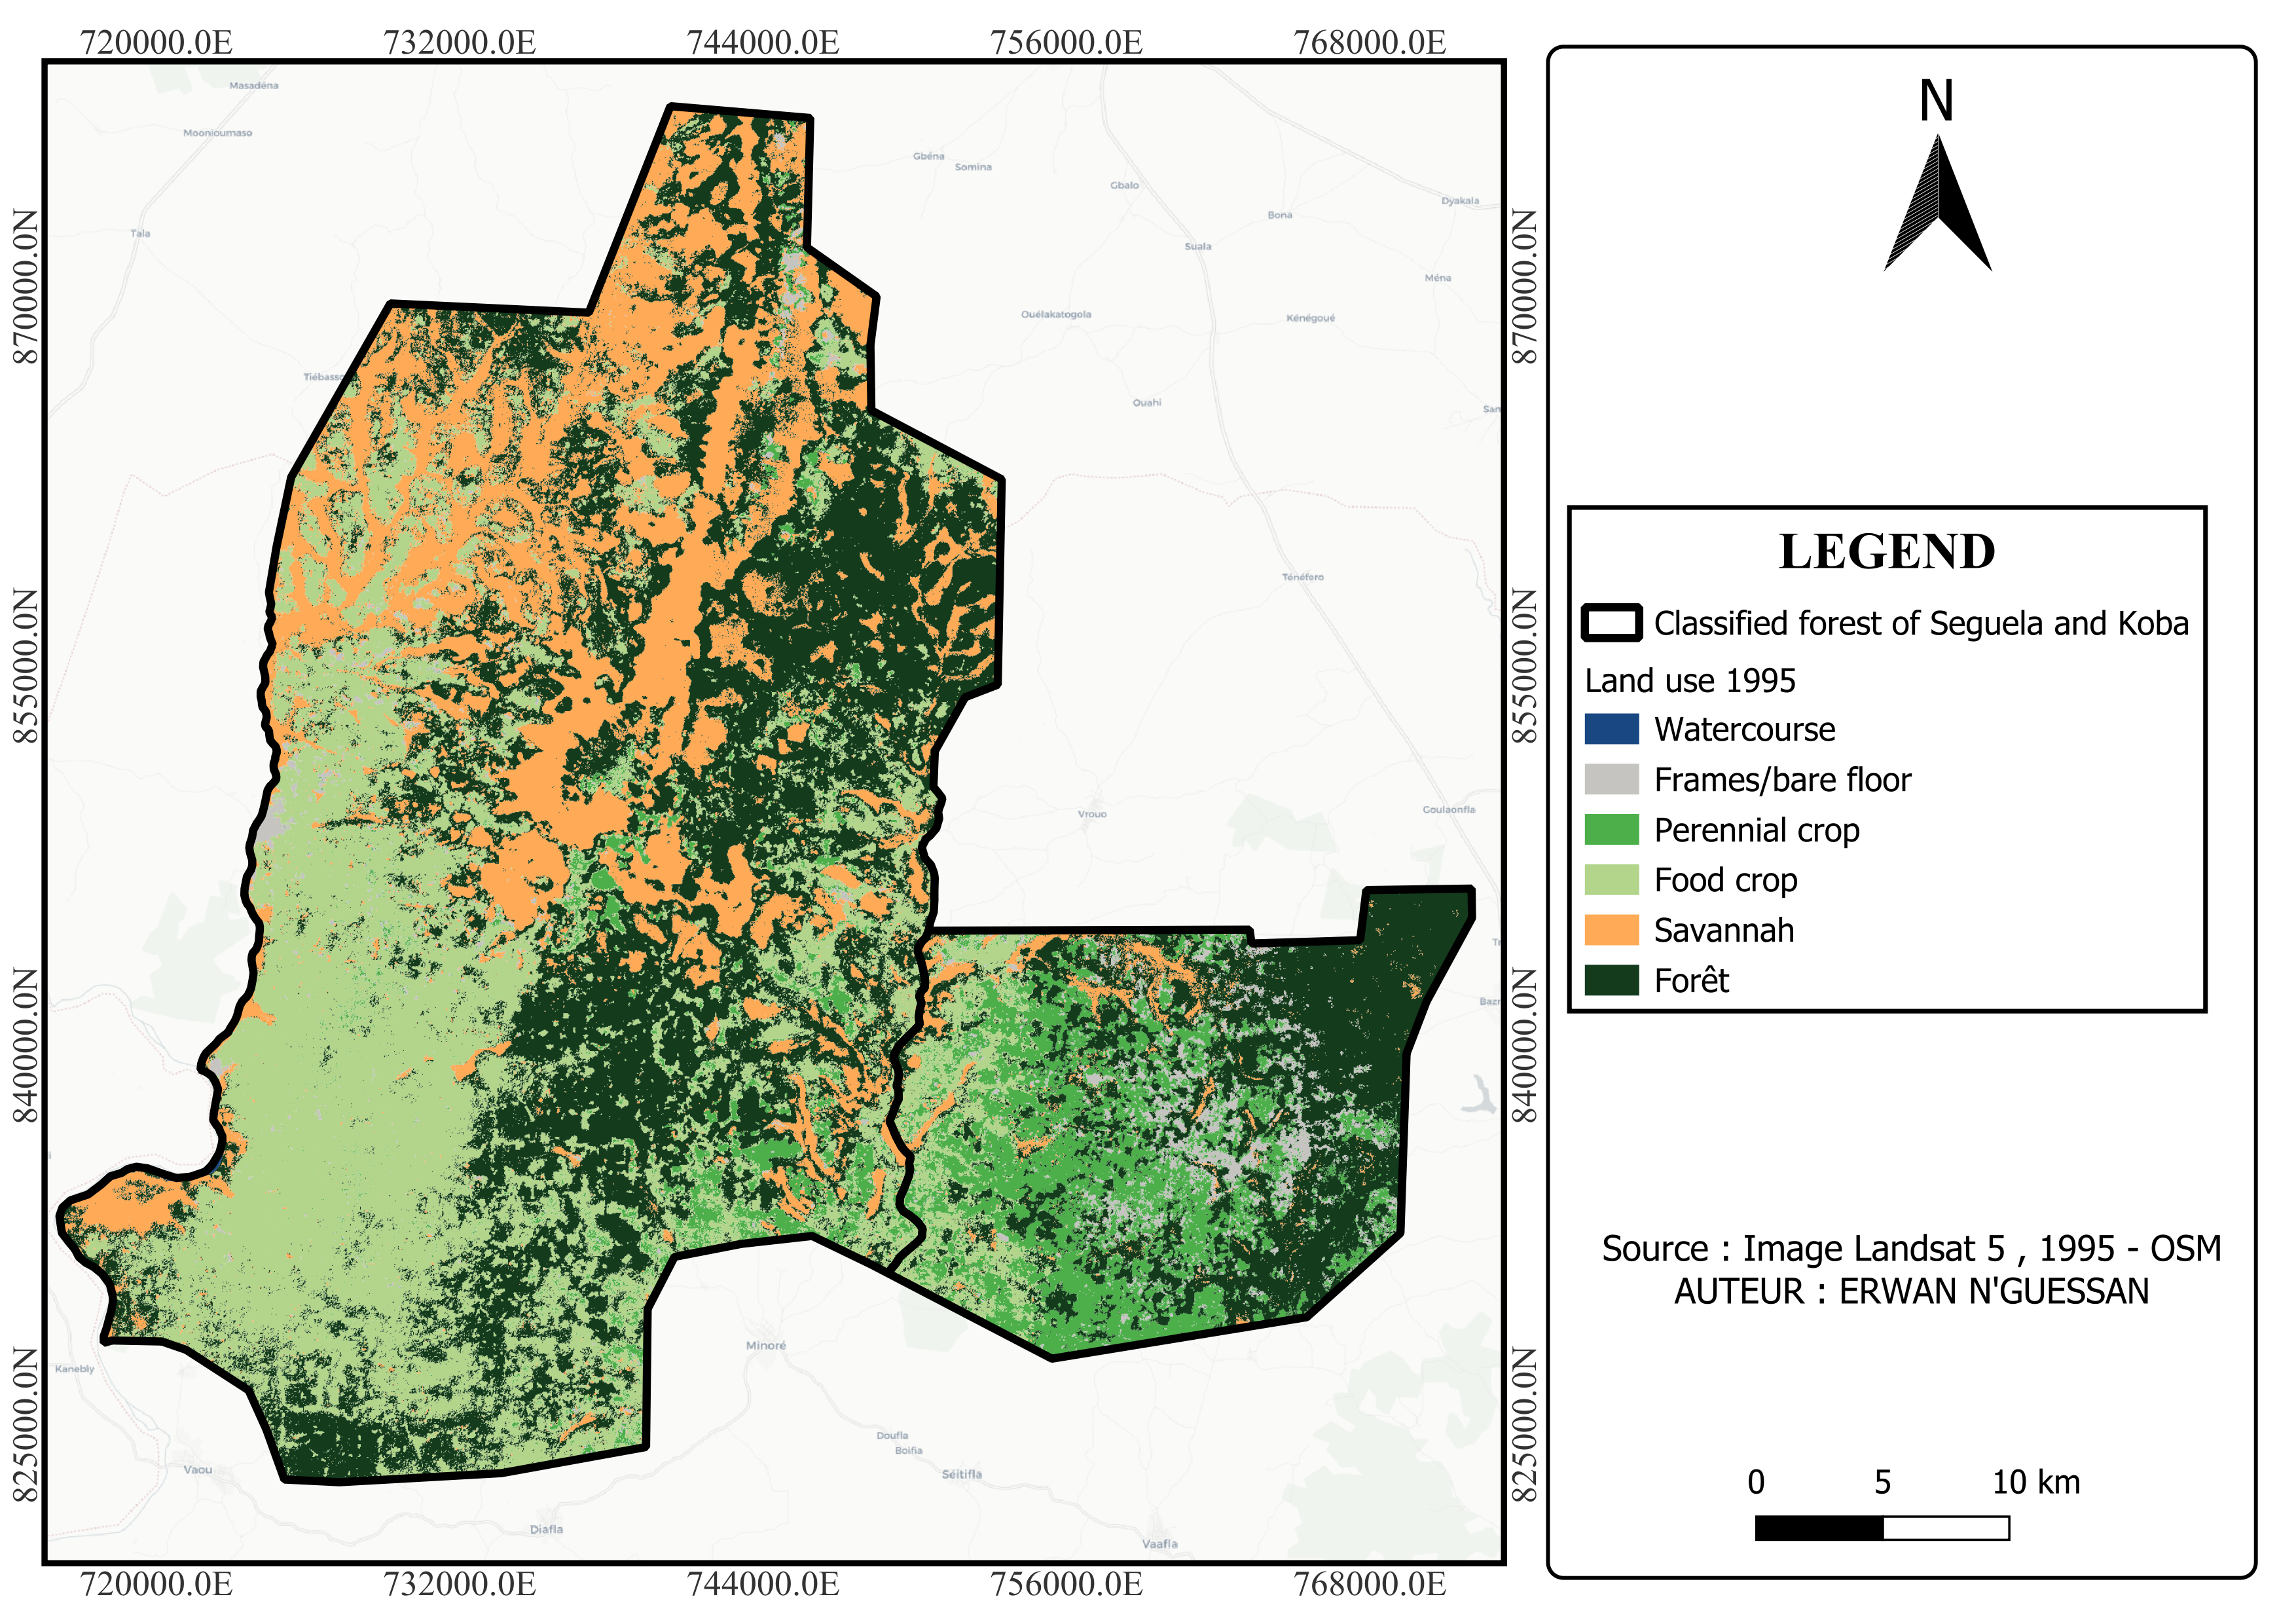 720000.0E 732000.0E 744000.0E 756000.0E 768000.0E
870000.0N
855000.0N
840000.0N
825000.0N
870000.0N
855000.0N
840000.0N
825000.0N
Masadéna
Moonioumaso
Gbéna
Somina
Gbalo
Dyakala
Bona
Tala
Suala
Ména
Ouélakatogola
Kénégoué
Tiébasso
Ouahi
San
Ténéfero
Vrouo
Goulaonfla
Tr
Bazr
Minoré
Kanebly
Doufla
Boifla
Vaou
Séitifla
Diafla
Vaafla
720000.0E 732000.0E 744000.0E 756000.0E 768000.0E
N
LEGEND
Classified forest of Seguela and Koba
Land use 1995
Watercourse
Frames/bare floor
Perennial crop
Food crop
Savannah
Forêt
Source : Image Landsat 5 , 1995 - OSM
AUTEUR : ERWAN N'GUESSAN
0 5 10 km